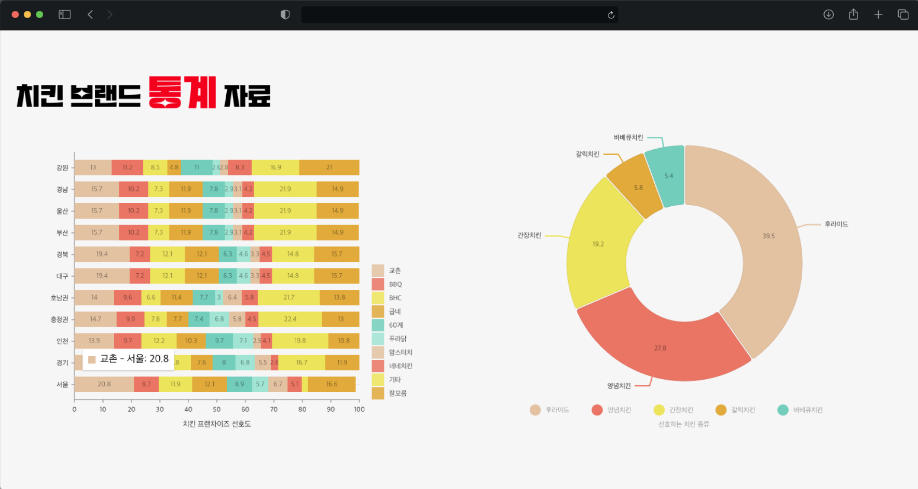 치킨 브랜드 통계 자료
강원 13 11.2 8.5 4.8 11 8.3 16.9 21
경남 15.7 10.2 7.3 11.9 7.8 2.9 3.1 4.2 21.9 14.9
울산 15.7 10.2 7.3 11.9 7.8 2.9 3.1 4.2 21.9 14.9
부산 15.7 10.2 7.3 11.9 7.8 2.9 3.1 4.2 21.9 14.9
경북 19.4 7.2 12.1 12.1 6.3 4.6 3.3 4.5 14.8 15.7
대구 19.4 7.2 12.1 12.1 6.3 4.6 3.3 4.5 14.8 15.7
호남권 14 9.6 6.6 11.4 7.7 3 6.4 5.8 21.7 13.8
충청권 14.7 9.9 7.8 7.7 7.4 6.8 5.8 4.5 22.4 13
인천 13.9 9.7 12.2 10.3 9.7 7.1 2.5 4.1 19.8 10.8
경기 7.6 8 6.8 5.5 2.8 16.7 11.9
교촌 - 서울: 20.8
서울 20.8 8.7 11.9 12.1 8.9 5.7 6.7 5.1 16.6
0 10 20 30 40 50 60 70 80 90 100
치킨 프랜차이즈 선호도
교촌
BBQ
BHC
굽네
60계
푸라닭
맘스터치
네네치킨
기타
잘모름
바베큐치킨
갈릭치킨
간장치킨
후라이드
양념치킨
5.4
5.8
19.2
39.5
27.8
후라이드 양념치킨 간장치킨 갈릭치킨 바베큐치킨
선호하는 치킨 종류